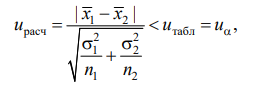 u_расч = | x̄₁ − x̄₂ | / √(σ₁²/n₁ + σ₂²/n₂) < u_табл = u_α,